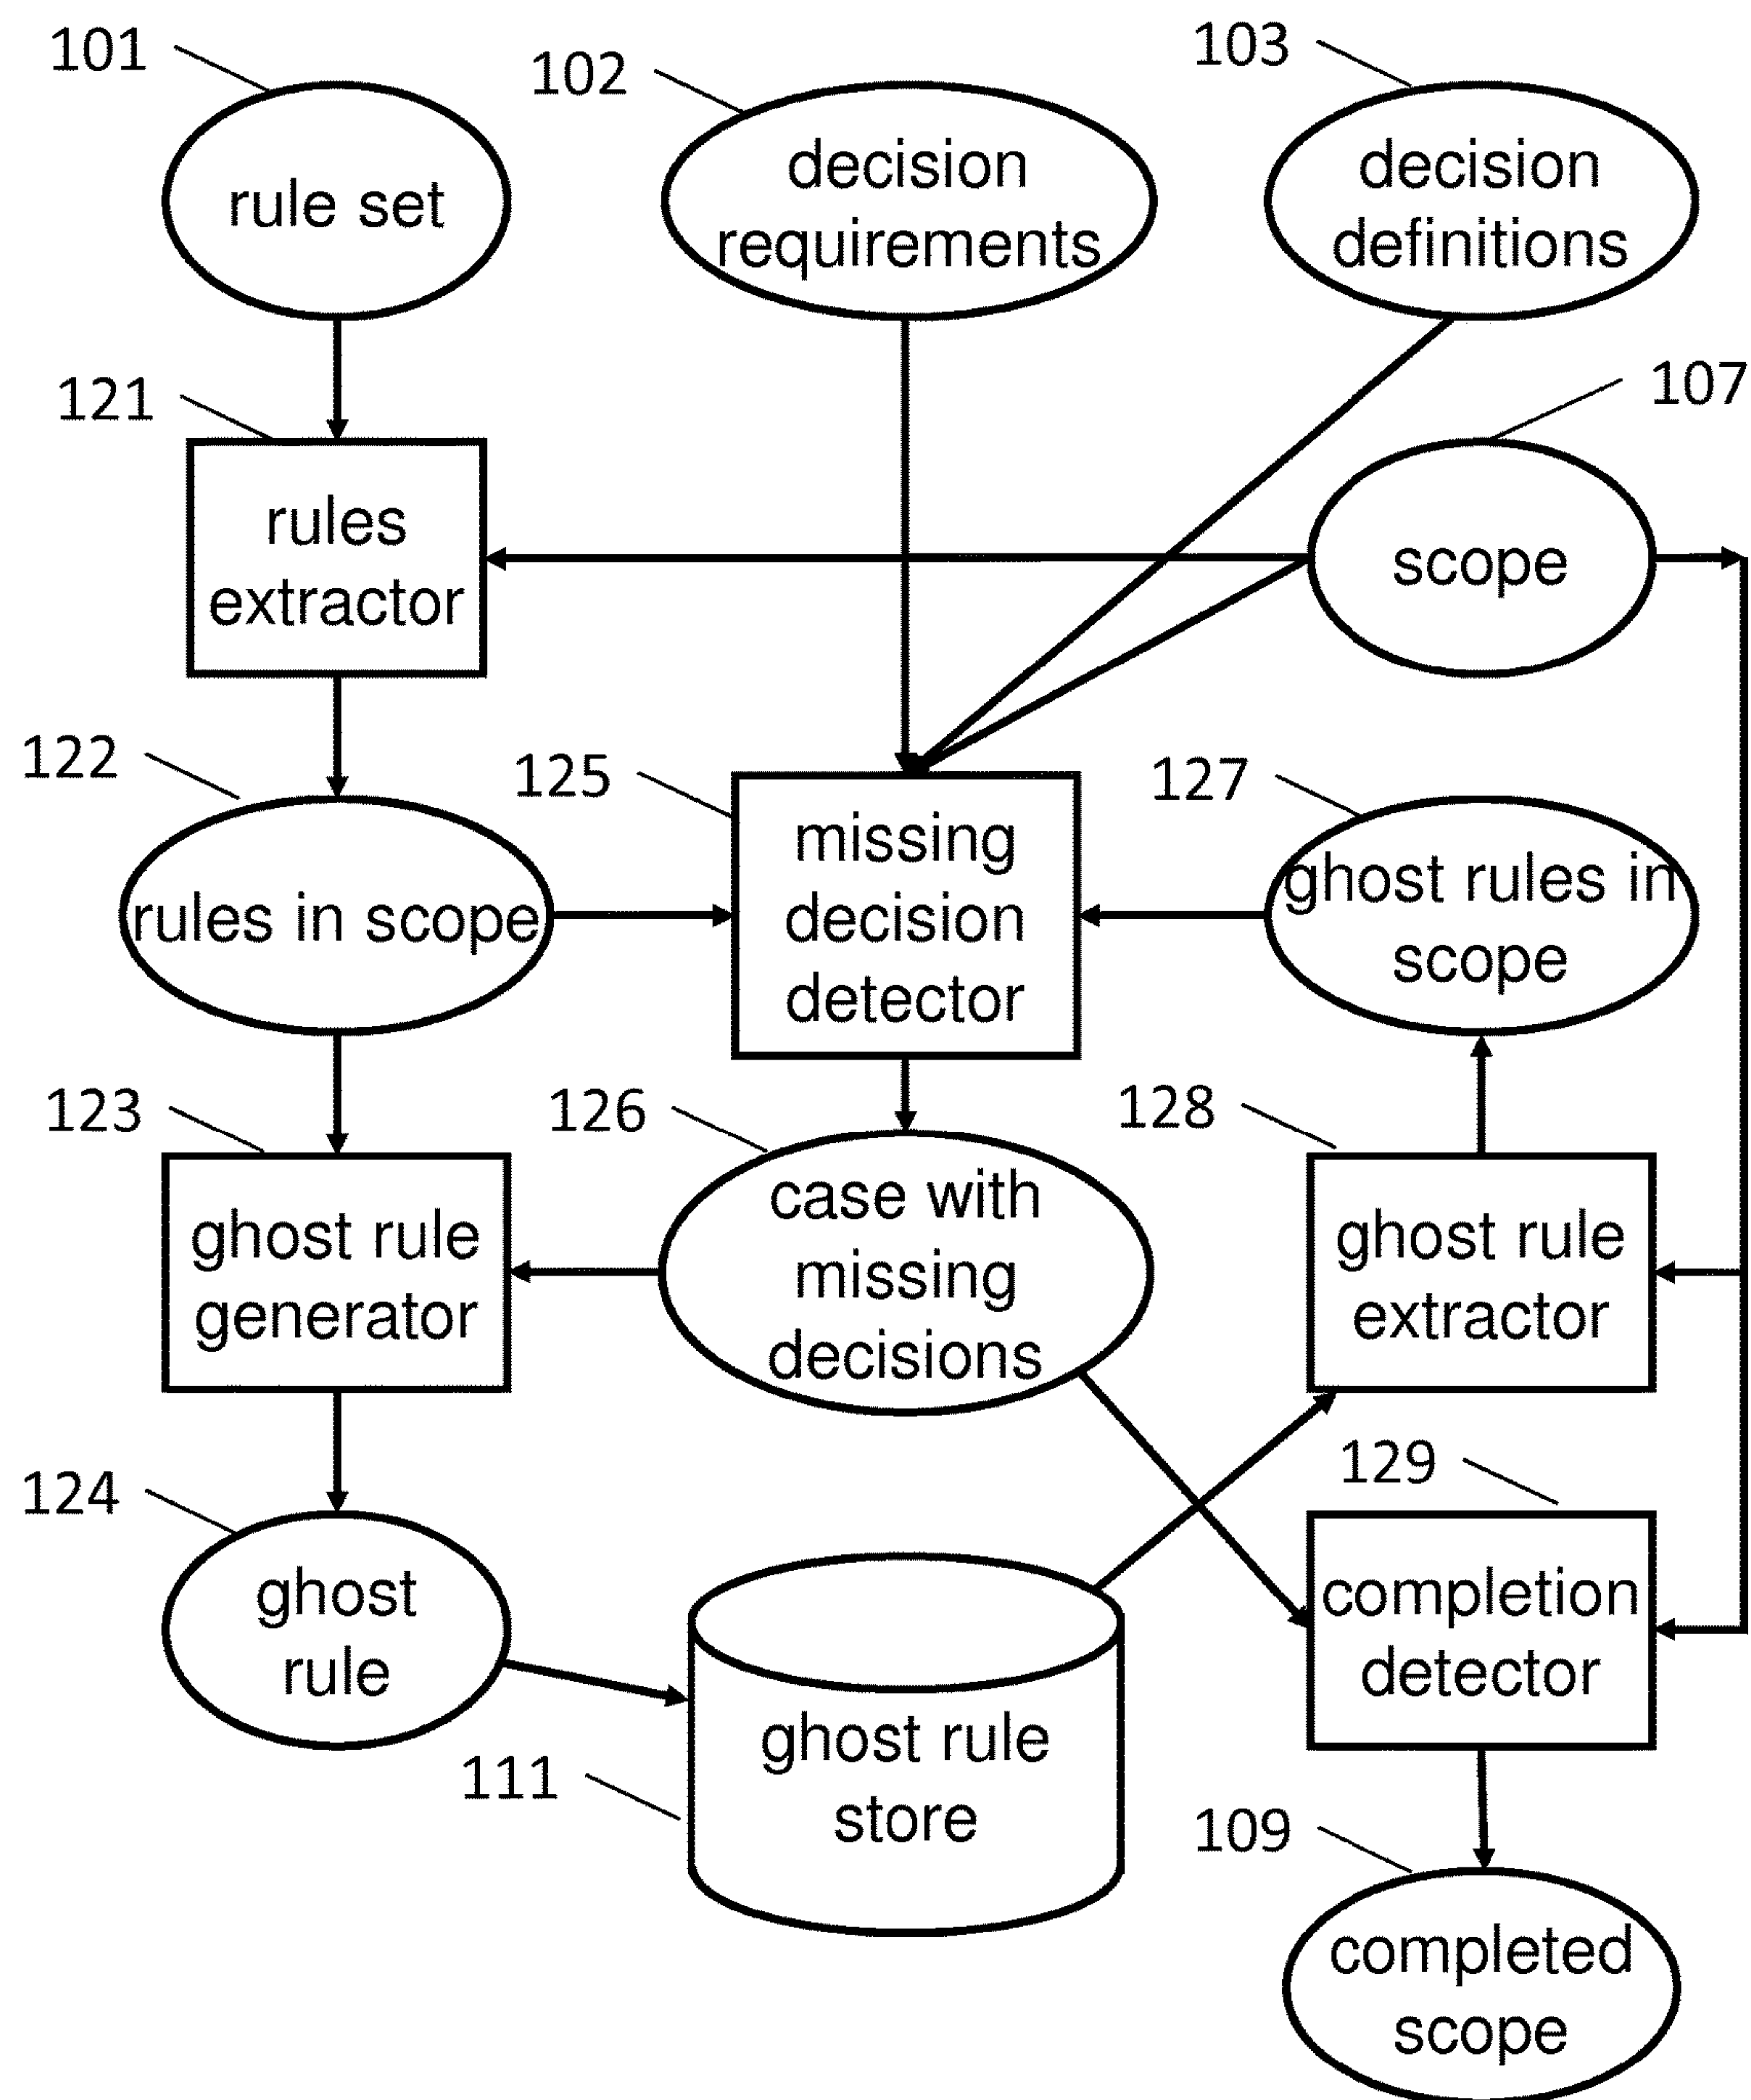 101
102
103
rule set
decision
requirements
decision
definitions
121
107
rules
extractor
scope
122
125
127
rules in scope
missing
decision
detector
ghost rules in
scope
123
126
128
ghost rule
generator
case with
missing
decisions
ghost rule
extractor
124
129
ghost
rule
111
ghost rule
store
completion
detector
109
completed
scope